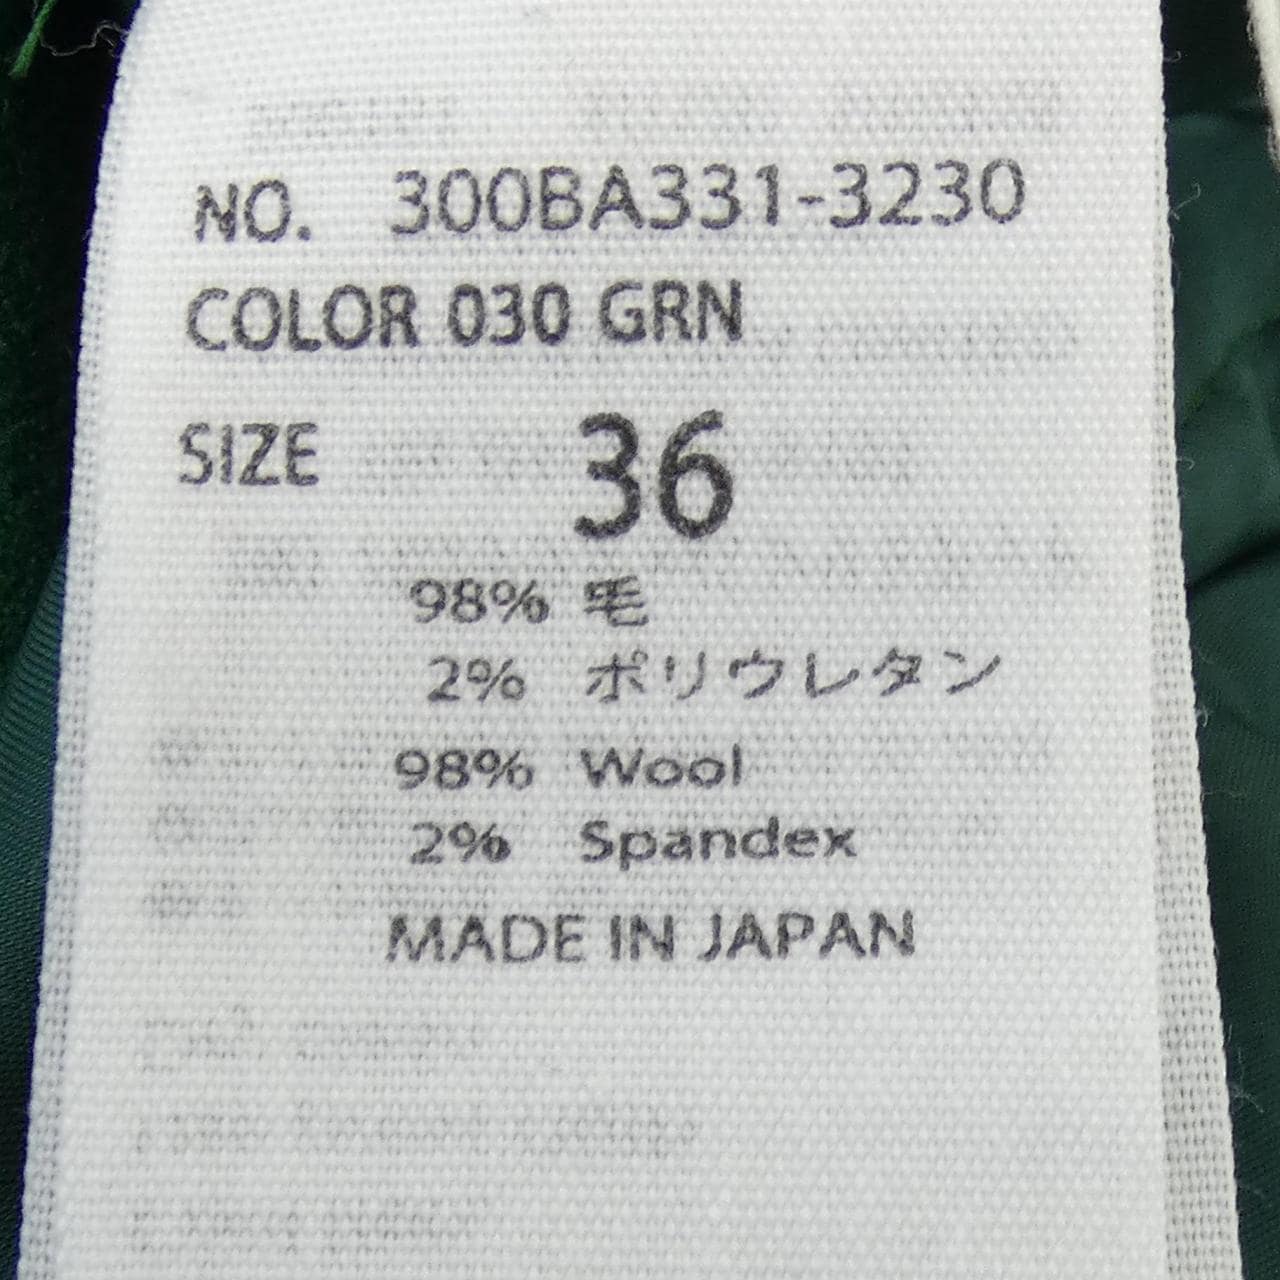 NO. 300BA331-3230
COLOR 030 GRN
SIZE 36
98% 毛
2% ポリウレタン
98% Wool
2% Spandex
MADE IN JAPAN